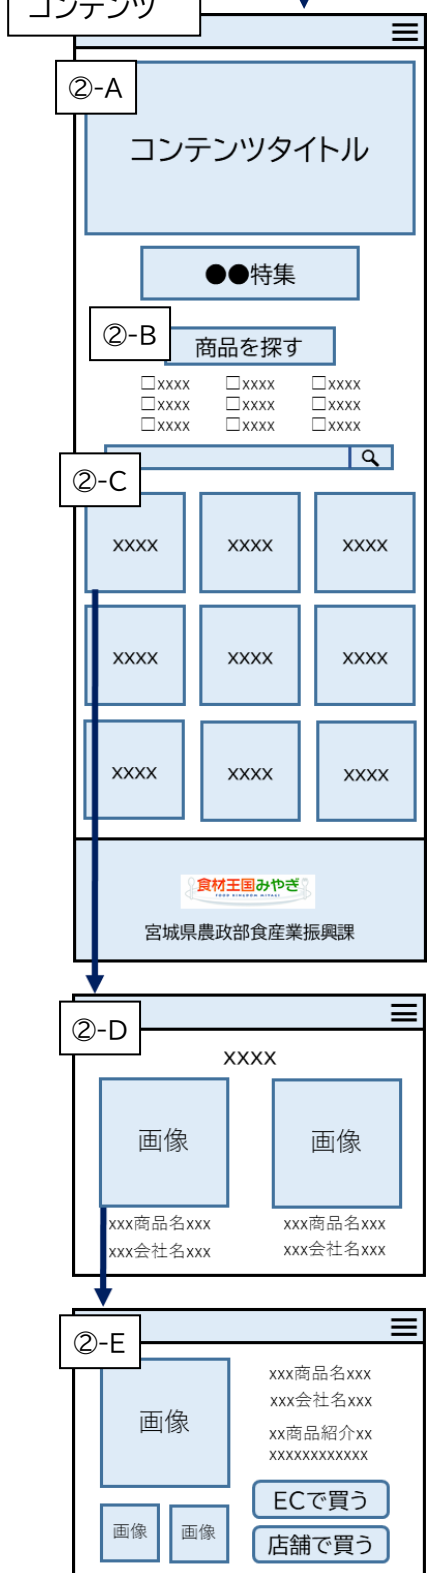 コンテンツ
②-A
コンテンツタイトル
●●特集
②-B
商品を探す
□xxxx □xxxx □xxxx
□xxxx □xxxx □xxxx
□xxxx □xxxx □xxxx
②-C
xxxx xxxx xxxx
xxxx xxxx xxxx
xxxx xxxx xxxx
食材王国みやぎ
FOOD KINGDOM MIYAGI
宮城県農政部食産業振興課
②-D
xxxx
画像 画像
xxx商品名xxx xxx商品名xxx
xxx会社名xxx xxx会社名xxx
②-E
画像
xxx商品名xxx
xxx会社名xxx
xx商品紹介xx
xxxxxxxxxxxx
画像 画像
ECで買う
店舗で買う